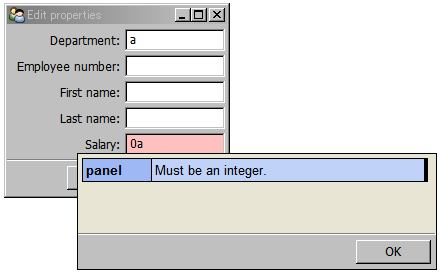 Edit properties
Department: a
Employee number:
First name:
Last name:
Salary: 0a
panel Must be an integer.
OK